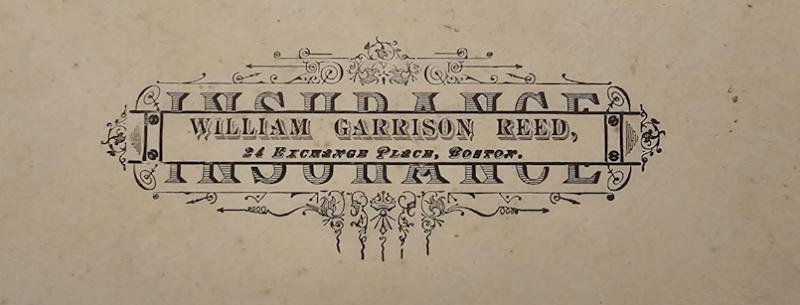 INSURANCE
WILLIAM GARRISON REED,
24 EXCHANGE PLACE, BOSTON.